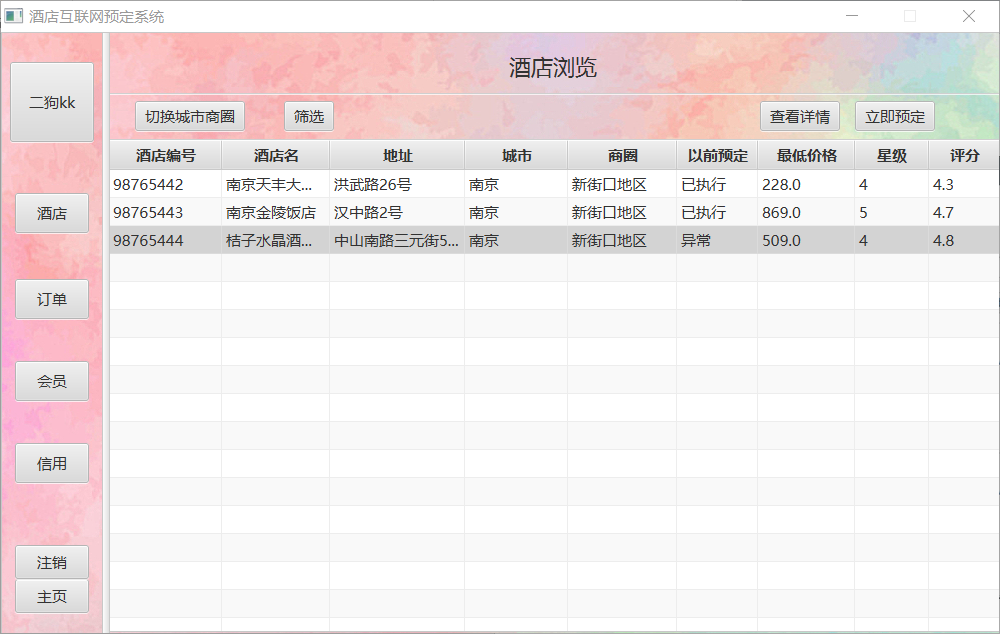 酒店互联网预定系统
二狗kk
酒店
订单
会员
信用
注销
主页
酒店浏览
切换城市商圈 筛选 查看详情 立即预定
酒店编号 酒店名 地址 城市 商圈 以前预定 最低价格 星级 评分
98765442 南京天丰大... 洪武路26号 南京 新街口地区 已执行 228.0 4 4.3
98765443 南京金陵饭店 汉中路2号 南京 新街口地区 已执行 869.0 5 4.7
98765444 桔子水晶酒... 中山南路三元街5... 南京 新街口地区 异常 509.0 4 4.8